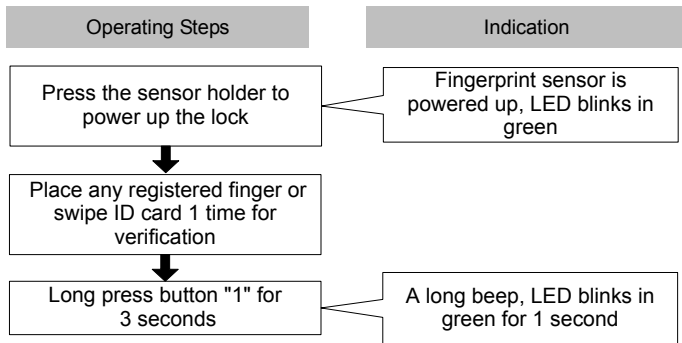 Operating Steps
Indication
Press the sensor holder to
power up the lock
Fingerprint sensor is
powered up, LED blinks in
green
Place any registered finger or
swipe ID card 1 time for
verification
Long press button "1" for
3 seconds
A long beep, LED blinks in
green for 1 second